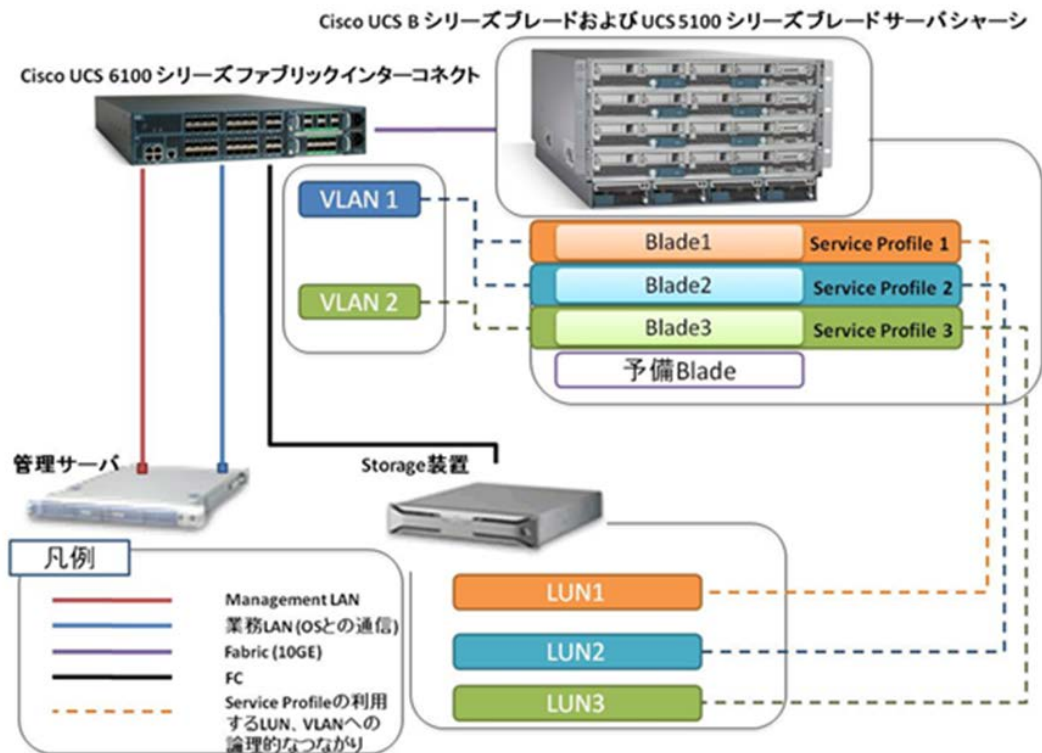 Cisco UCS B シリーズブレードおよび UCS 5100 シリーズブレードサーバシャーシ
Cisco UCS 6100 シリーズファブリックインターコネクト
VLAN 1
VLAN 2
Blade1
Service Profile 1
Blade2
Service Profile 2
Blade3
Service Profile 3
予備Blade
管理サーバ
Storage装置
凡例
Management LAN
業務LAN (OSとの通信)
Fabric (10GE)
FC
Service Profileの利用
するLUN、VLANへの
論理的なつながり
LUN1
LUN2
LUN3